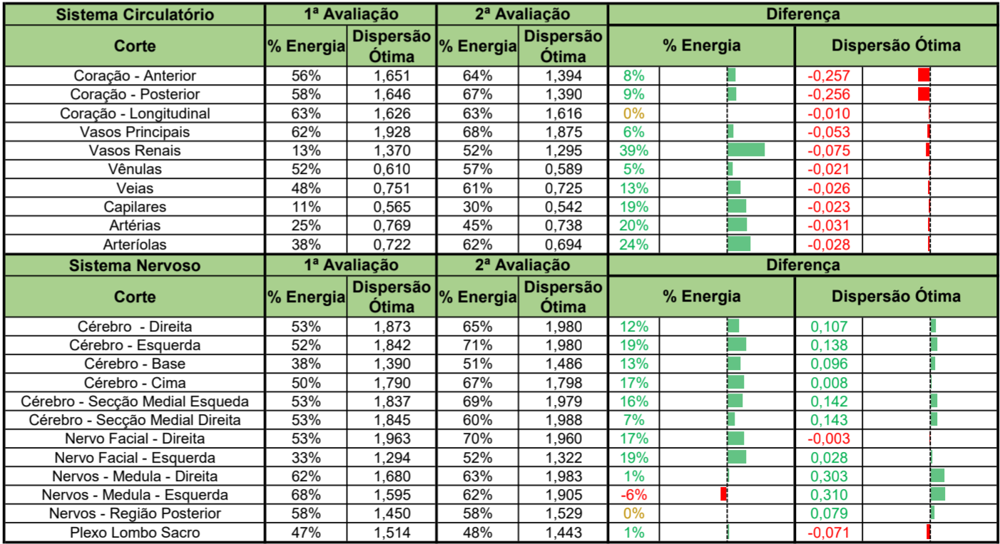 Sistema Circulatório 1ª Avaliação 2ª Avaliação Diferença
Corte % Energia Dispersão Ótima % Energia Dispersão Ótima % Energia Dispersão Ótima
Coração - Anterior 56% 1,651 64% 1,394 8% -0,257
Coração - Posterior 58% 1,646 67% 1,390 9% -0,256
Coração - Longitudinal 63% 1,626 63% 1,616 0% -0,010
Vasos Principais 62% 1,928 68% 1,875 6% -0,053
Vasos Renais 13% 1,370 52% 1,295 39% -0,075
Vênulas 52% 0,610 57% 0,589 5% -0,021
Veias 48% 0,751 61% 0,725 13% -0,026
Capilares 11% 0,565 30% 0,542 19% -0,023
Artérias 25% 0,769 45% 0,738 20% -0,031
Arteríolas 38% 0,722 62% 0,694 24% -0,028
Sistema Nervoso 1ª Avaliação 2ª Avaliação Diferença
Corte % Energia Dispersão Ótima % Energia Dispersão Ótima % Energia Dispersão Ótima
Cérebro - Direita 53% 1,873 65% 1,980 12% 0,107
Cérebro - Esquerda 52% 1,842 71% 1,980 19% 0,138
Cérebro - Base 38% 1,390 51% 1,486 13% 0,096
Cérebro - Cima 50% 1,790 67% 1,798 17% 0,008
Cérebro - Secção Medial Esqueda 53% 1,837 69% 1,979 16% 0,142
Cérebro - Secção Medial Direita 53% 1,845 60% 1,988 7% 0,143
Nervo Facial - Direita 53% 1,963 70% 1,960 17% -0,003
Nervo Facial - Esquerda 33% 1,294 52% 1,322 19% 0,028
Nervos - Medula - Direita 62% 1,680 63% 1,983 1% 0,303
Nervos - Medula - Esquerda 68% 1,595 62% 1,905 -6% 0,310
Nervos - Região Posterior 58% 1,450 58% 1,529 0% 0,079
Plexo Lombo Sacro 47% 1,514 48% 1,443 1% -0,071